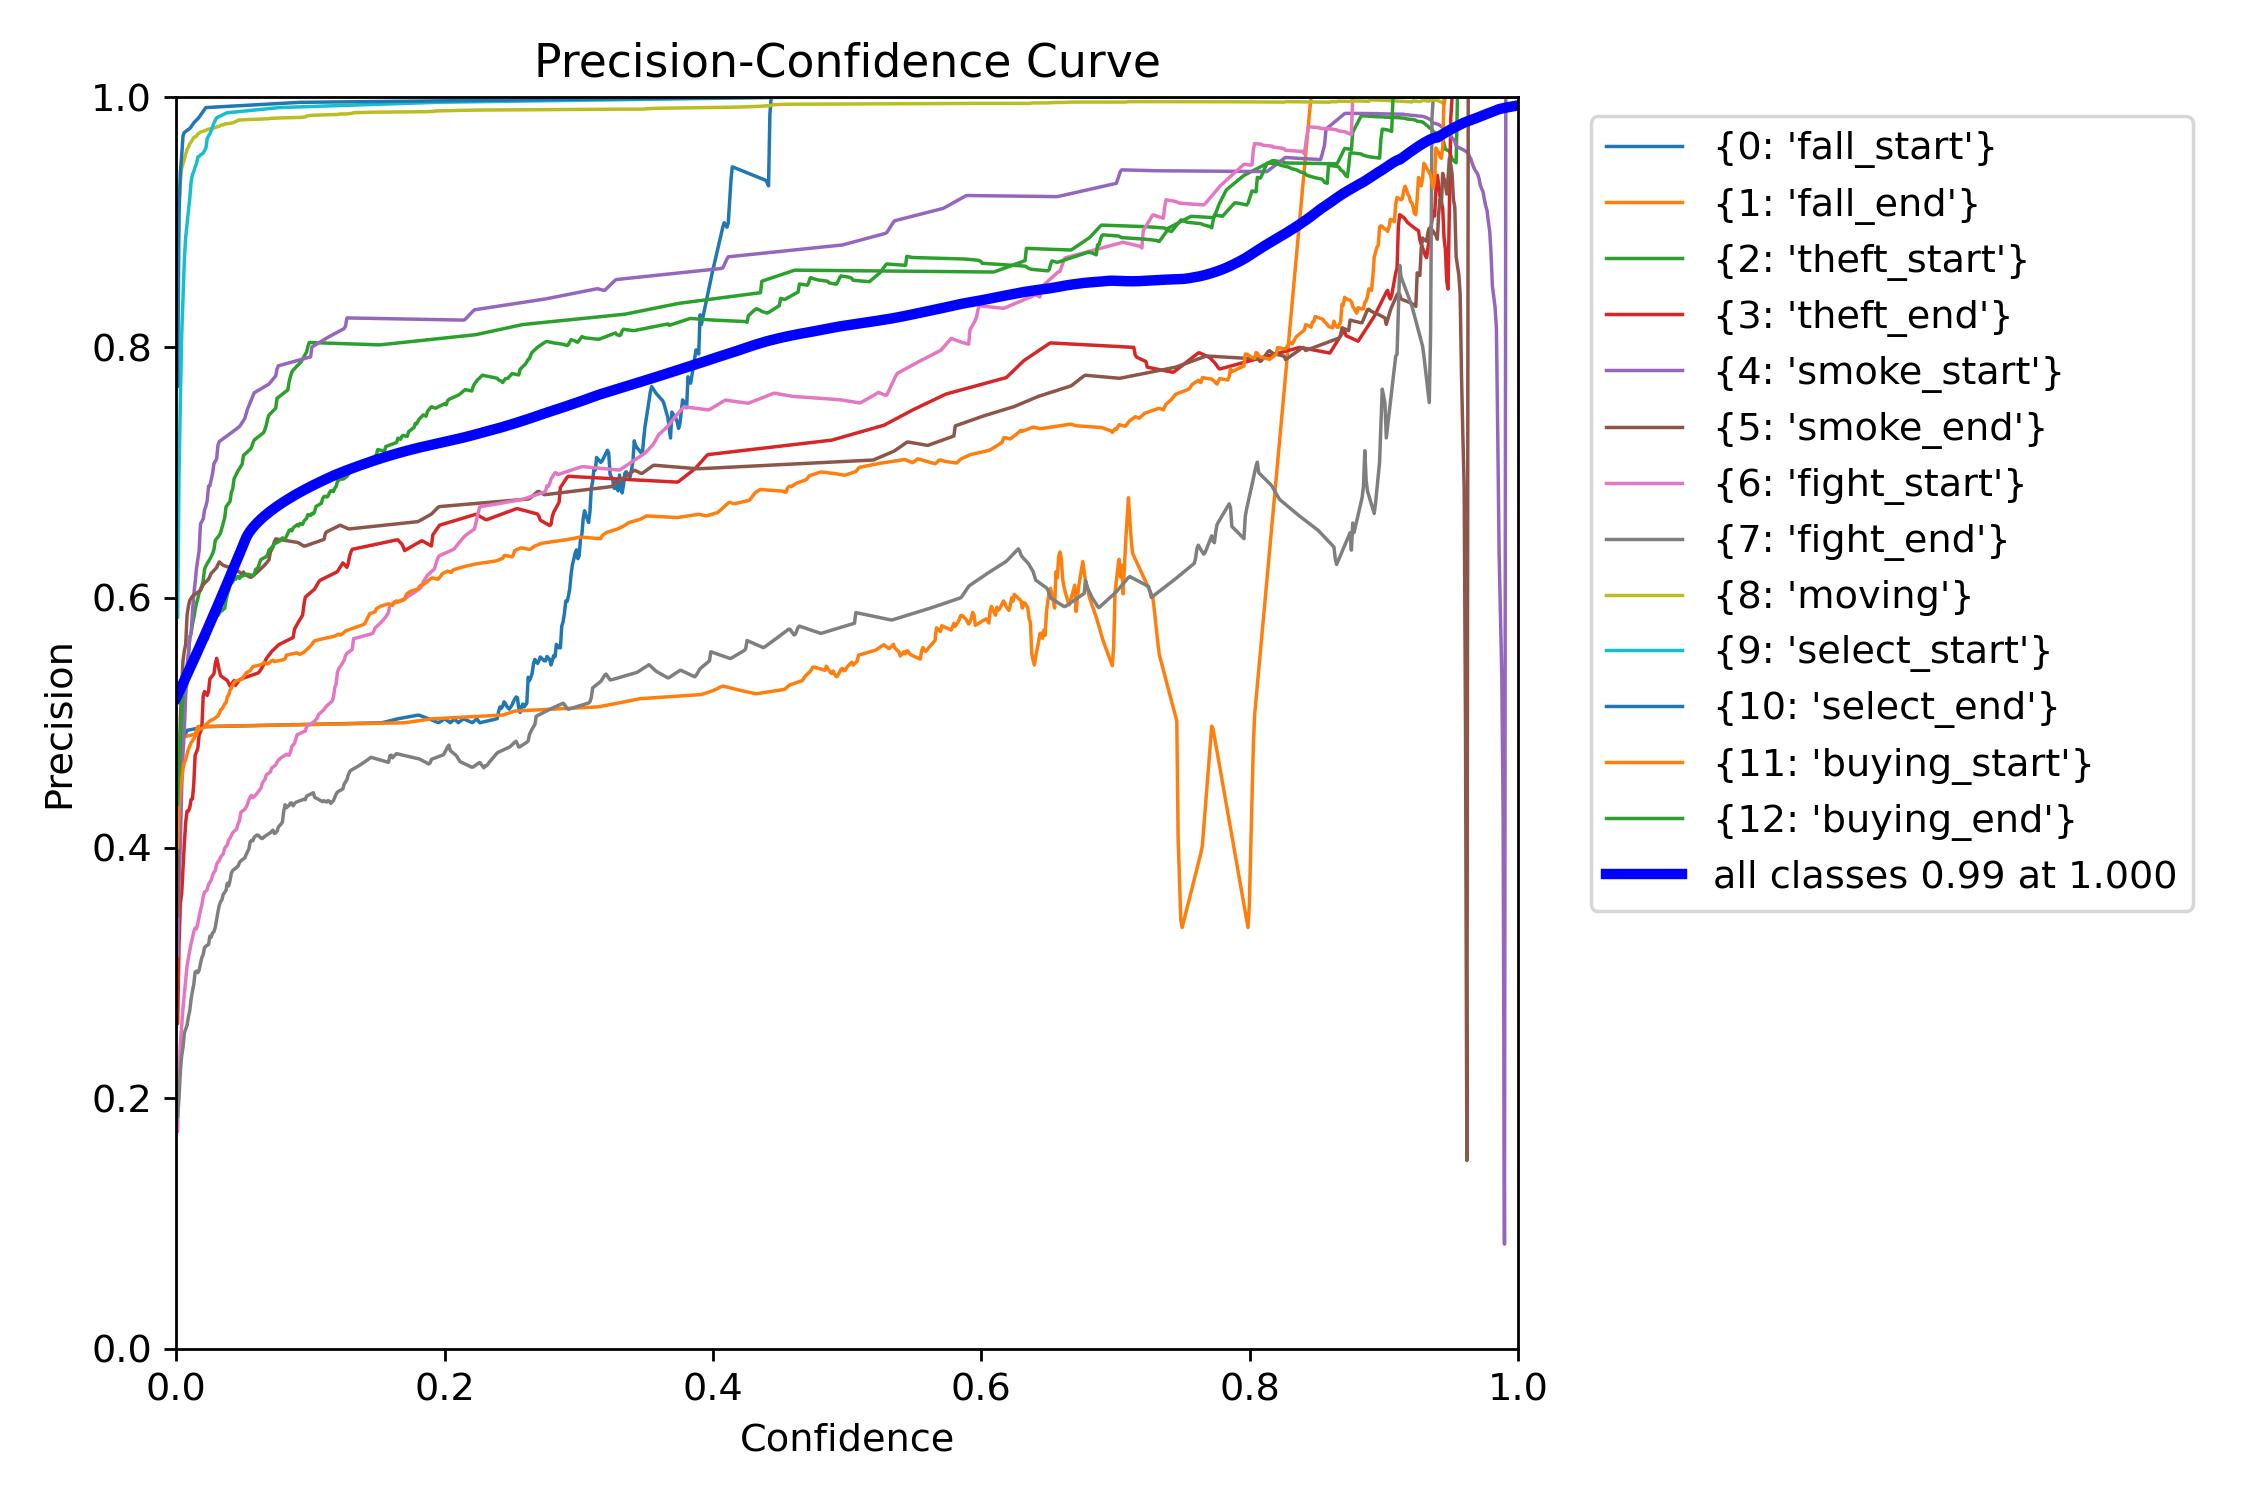 Precision-Confidence Curve
1.0
0.8
0.6
0.4
0.2
0.0
Precision
0.0 0.2 0.4 0.6 0.8 1.0
Confidence
{0: 'fall_start'}
{1: 'fall_end'}
{2: 'theft_start'}
{3: 'theft_end'}
{4: 'smoke_start'}
{5: 'smoke_end'}
{6: 'fight_start'}
{7: 'fight_end'}
{8: 'moving'}
{9: 'select_start'}
{10: 'select_end'}
{11: 'buying_start'}
{12: 'buying_end'}
all classes 0.99 at 1.000